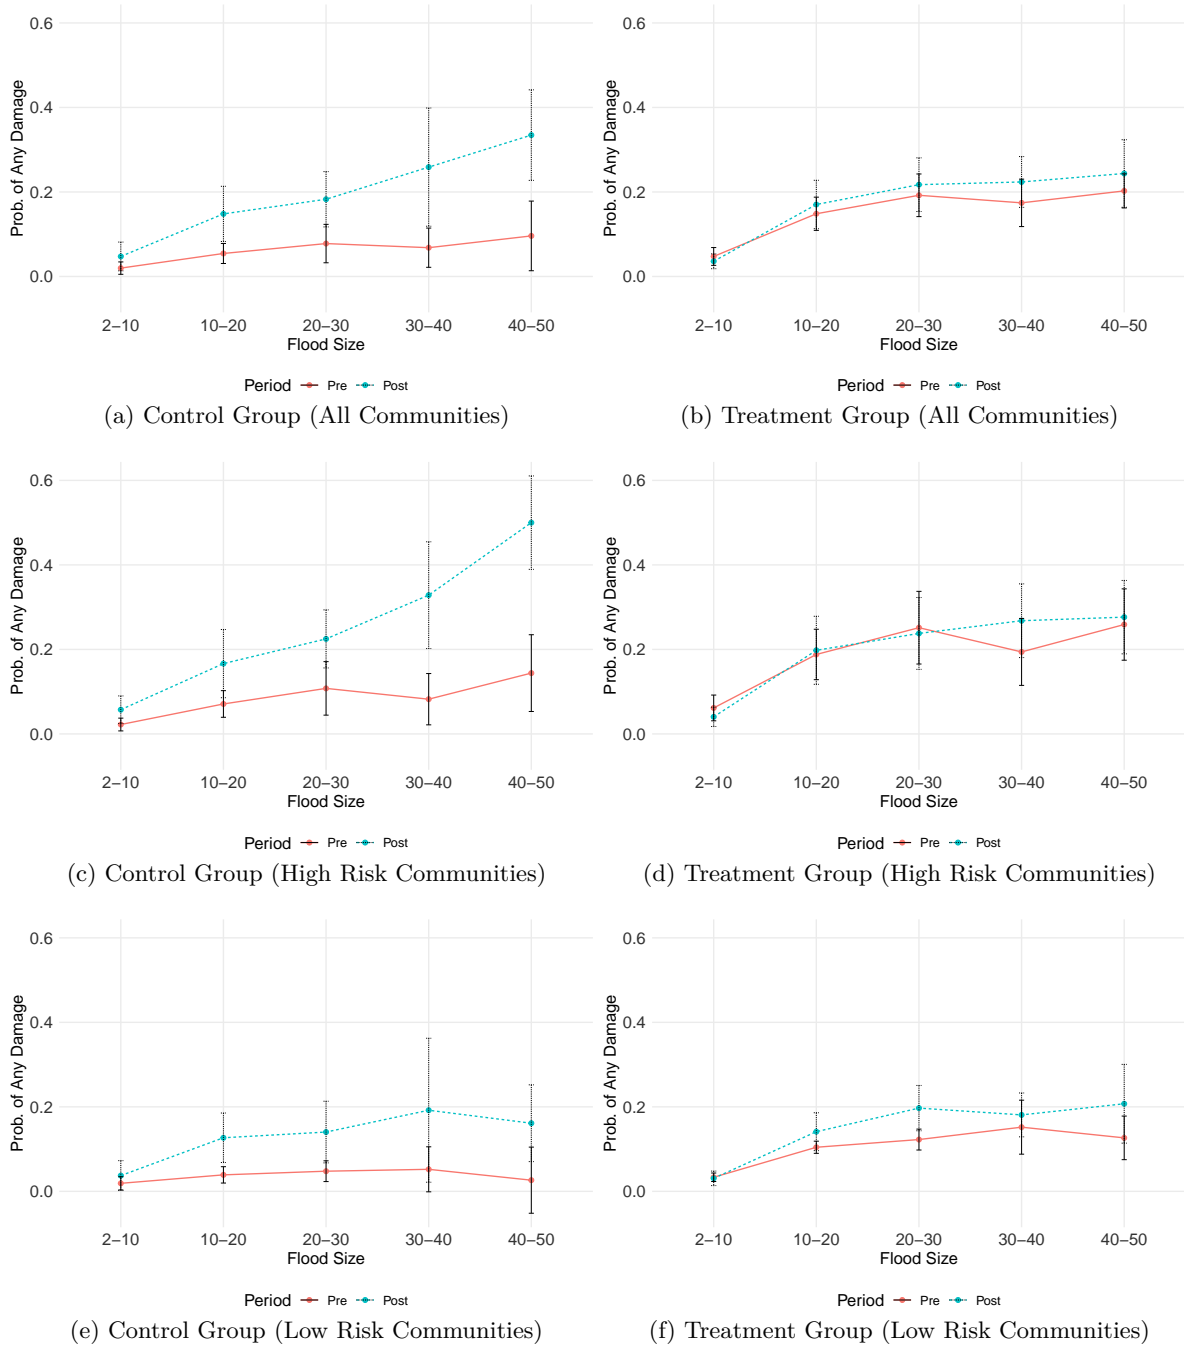 0.6
0.4
0.2
0.0
Prob. of Any Damage
2–10 10–20 20–30 30–40 40–50
Flood Size
Period Pre Post
(a) Control Group (All Communities)
0.6
0.4
0.2
0.0
Prob. of Any Damage
2–10 10–20 20–30 30–40 40–50
Flood Size
Period Pre Post
(b) Treatment Group (All Communities)
0.6
0.4
0.2
0.0
Prob. of Any Damage
2–10 10–20 20–30 30–40 40–50
Flood Size
Period Pre Post
(c) Control Group (High Risk Communities)
0.6
0.4
0.2
0.0
Prob. of Any Damage
2–10 10–20 20–30 30–40 40–50
Flood Size
Period Pre Post
(d) Treatment Group (High Risk Communities)
0.6
0.4
0.2
0.0
Prob. of Any Damage
2–10 10–20 20–30 30–40 40–50
Flood Size
Period Pre Post
(e) Control Group (Low Risk Communities)
0.6
0.4
0.2
0.0
Prob. of Any Damage
2–10 10–20 20–30 30–40 40–50
Flood Size
Period Pre Post
(f) Treatment Group (Low Risk Communities)